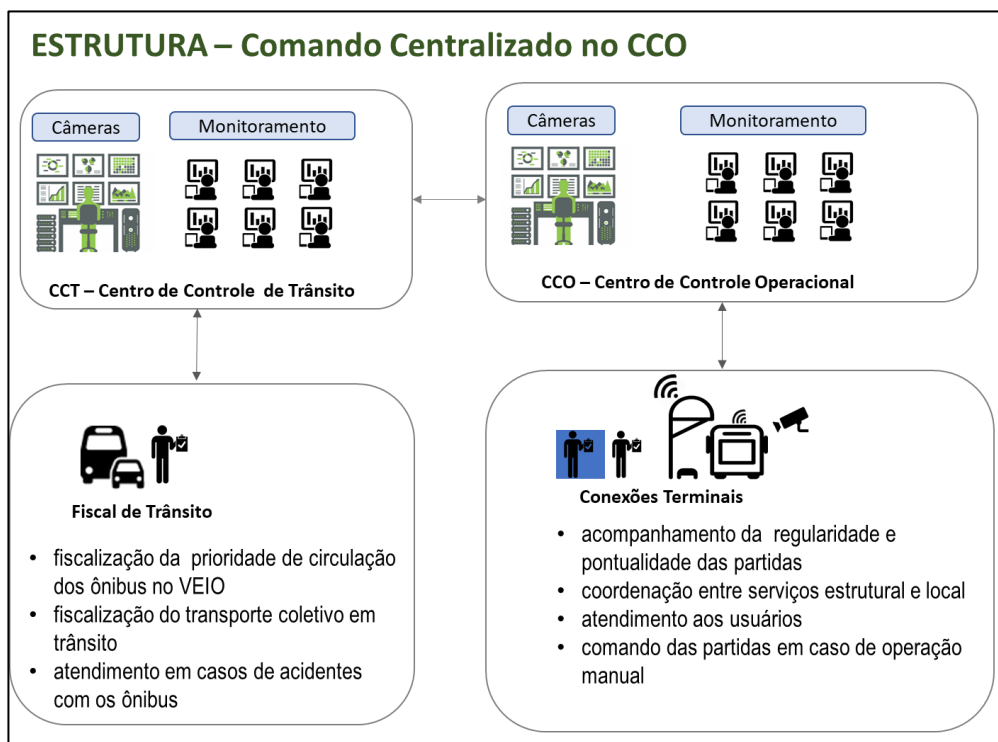 ESTRUTURA – Comando Centralizado no CCO
Câmeras
Monitoramento
CCT – Centro de Controle de Trânsito
Câmeras
Monitoramento
CCO – Centro de Controle Operacional
Fiscal de Trânsito
• fiscalização da prioridade de circulação
dos ônibus no VEIO
• fiscalização do transporte coletivo em
trânsito
• atendimento em casos de acidentes
com os ônibus
Conexões Terminais
• acompanhamento da regularidade e
pontualidade das partidas
• coordenação entre serviços estrutural e local
• atendimento aos usuários
• comando das partidas em caso de operação
manual